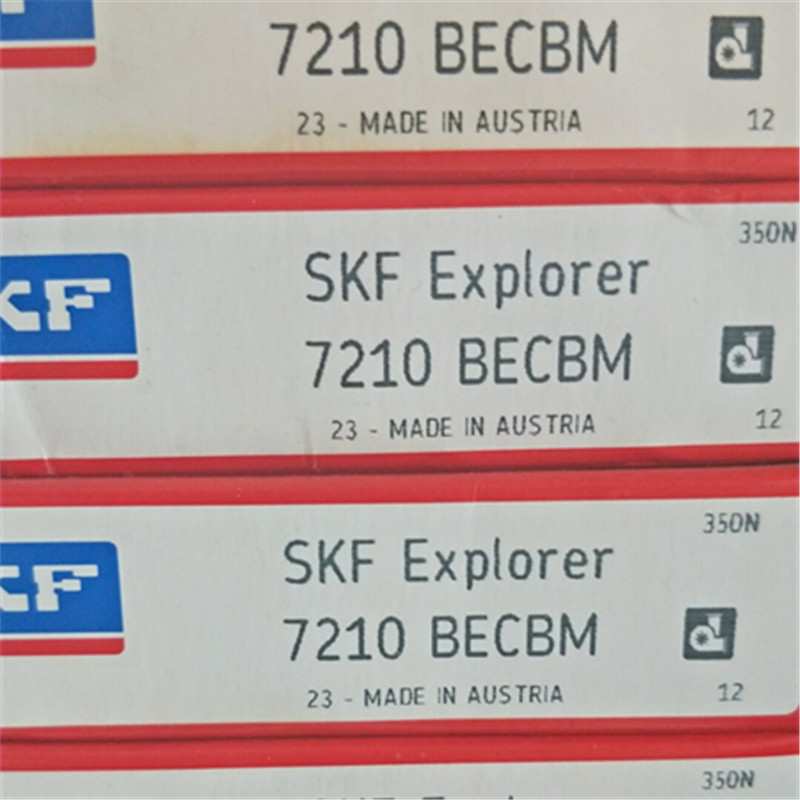 7210 BECBM
23 - MADE IN AUSTRIA 12
350N
SKF
SKF Explorer
7210 BECBM
23 - MADE IN AUSTRIA 12
350N
SKF
SKF Explorer
7210 BECBM
23 - MADE IN AUSTRIA 12
350N